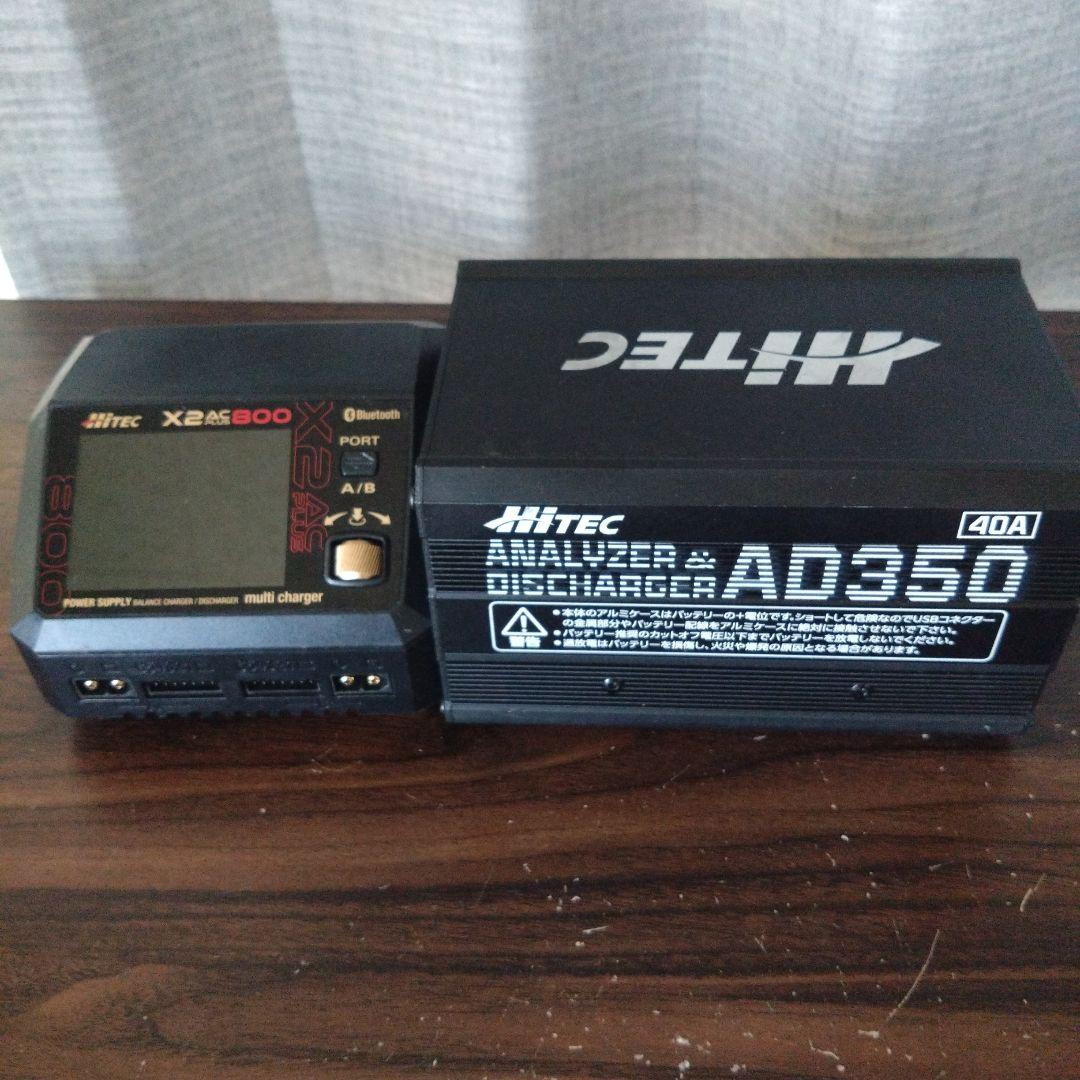 HiTEC X2 AC PLUS 800 Bluetooth
PORT
A/B
800
X2 AC PLUS
POWER SUPPLY BALANCE CHARGER / DISCHARGER multi charger
HiTEC
HiTEC
40A
ANALYZER &
DISCHARGER AD350
警告
●本体のアルミケースはバッテリーの+電位です。ショートして危険なのでUSBコネクター
の金属部分やバッテリー配線をアルミケースに絶対に接触させないで下さい。
●バッテリー推奨のカットオフ電圧以下までバッテリーを放電しないでください。
●過放電はバッテリーを損傷し、火災や爆発の原因となる場合があります。